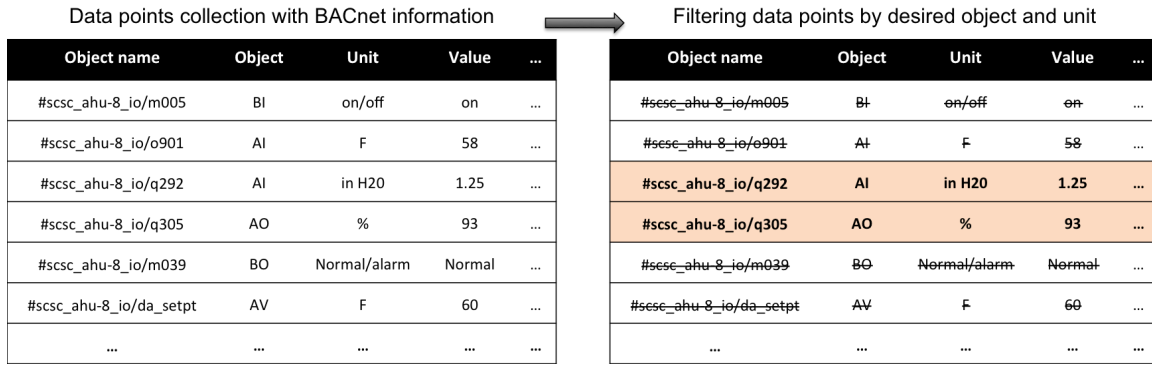 Data points collection with BACnet information
Filtering data points by desired object and unit
Object name Object Unit Value ...
#scsc_ahu-8_io/m005 BI on/off on ...
#scsc_ahu-8_io/o901 AI F 58 ...
#scsc_ahu-8_io/q292 AI in H20 1.25 ...
#scsc_ahu-8_io/q305 AO % 93 ...
#scsc_ahu-8_io/m039 BO Normal/alarm Normal ...
#scsc_ahu-8_io/da_setpt AV F 60 ...
... ... ... ... ...
Object name Object Unit Value ...
#scsc_ahu-8_io/m005 BI on/off on ...
#scsc_ahu-8_io/o901 AI F 58 ...
#scsc_ahu-8_io/q292 AI in H20 1.25 ...
#scsc_ahu-8_io/q305 AO % 93 ...
#scsc_ahu-8_io/m039 BO Normal/alarm Normal ...
#scsc_ahu-8_io/da_setpt AV F 60 ...
... ... ... ... ...